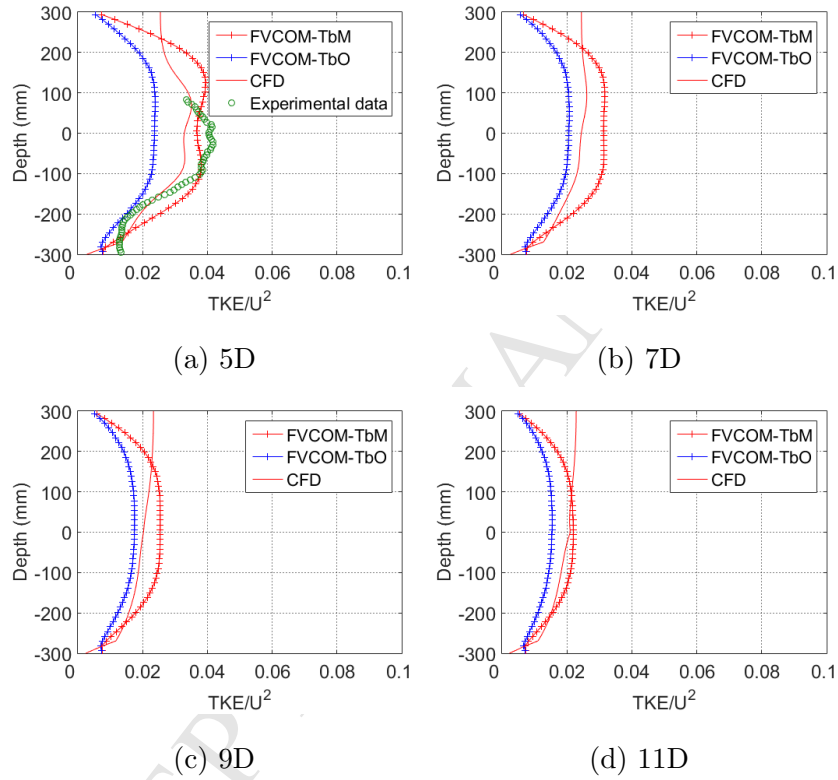 300
200
100
0
-100
-200
-300
Depth (mm)
0
0.02
0.04
0.06
0.08
0.1
TKE/U²
FVCOM-TbM
FVCOM-TbO
CFD
Experimental data
(a) 5D
300
200
100
0
-100
-200
-300
Depth (mm)
0
0.02
0.04
0.06
0.08
0.1
TKE/U²
FVCOM-TbM
FVCOM-TbO
CFD
(b) 7D
300
200
100
0
-100
-200
-300
Depth (mm)
0
0.02
0.04
0.06
0.08
0.1
TKE/U²
FVCOM-TbM
FVCOM-TbO
CFD
(c) 9D
300
200
100
0
-100
-200
-300
Depth (mm)
0
0.02
0.04
0.06
0.08
0.1
TKE/U²
FVCOM-TbM
FVCOM-TbO
CFD
(d) 11D